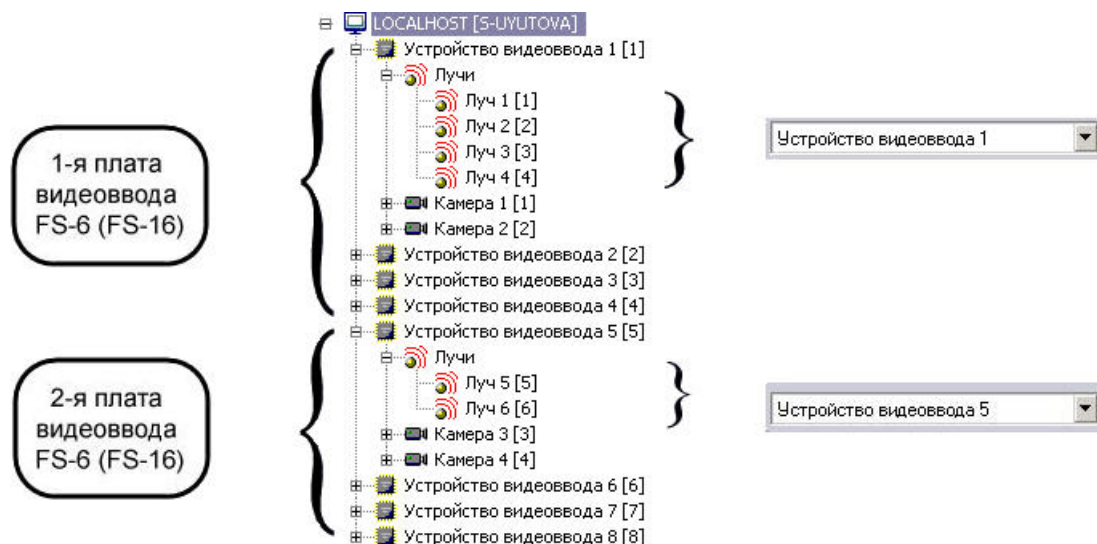 LOCALHOST [S-UYUTOVA]
Устройство видеоввода 1 [1]
Лучи
Луч 1 [1]
Луч 2 [2]
Луч 3 [3]
Луч 4 [4]
Камера 1 [1]
Камера 2 [2]
Устройство видеоввода 2 [2]
Устройство видеоввода 3 [3]
Устройство видеоввода 4 [4]
Устройство видеоввода 5 [5]
Лучи
Луч 5 [5]
Луч 6 [6]
Камера 3 [3]
Камера 4 [4]
Устройство видеоввода 6 [6]
Устройство видеоввода 7 [7]
Устройство видеоввода 8 [8]
1-я плата
видеоввода
FS-6 (FS-16)
2-я плата
видеоввода
FS-6 (FS-16)
Устройство видеоввода 1
Устройство видеоввода 5